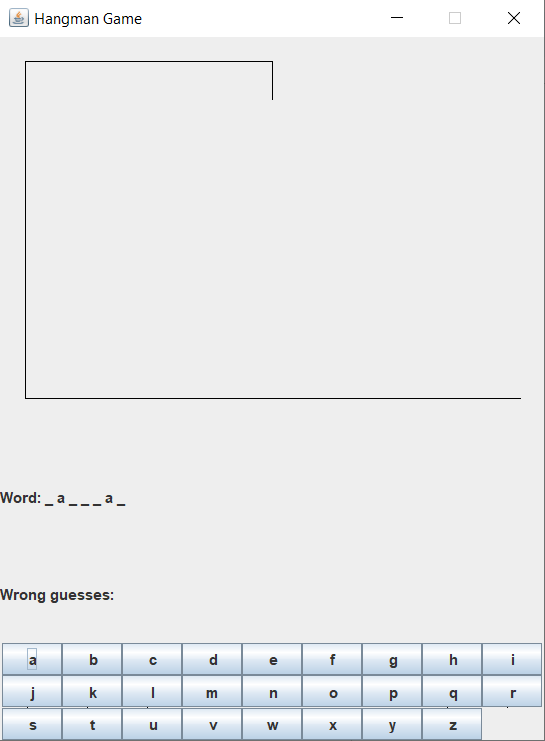 Hangman Game
Word: _ a _ _ _ a _
Wrong guesses:
a b c d e f g h i
j k l m n o p q r
s t u v w x y z